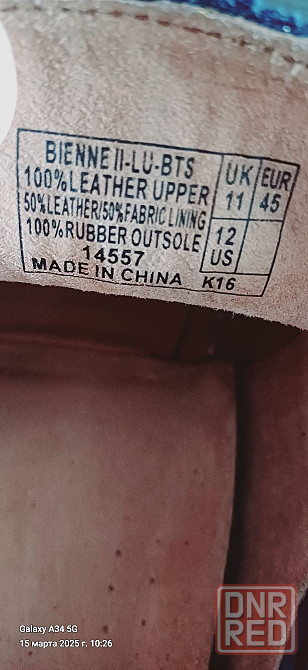 BIENNE II-LU-BTS
100% LEATHER UPPER
50% LEATHER/50% FABRIC LINING
100% RUBBER OUTSOLE
14557
MADE IN CHINA K16
UK EUR
11 45
12
US
Galaxy A34 5G
15 марта 2025 г. 10:26
DNR
RED